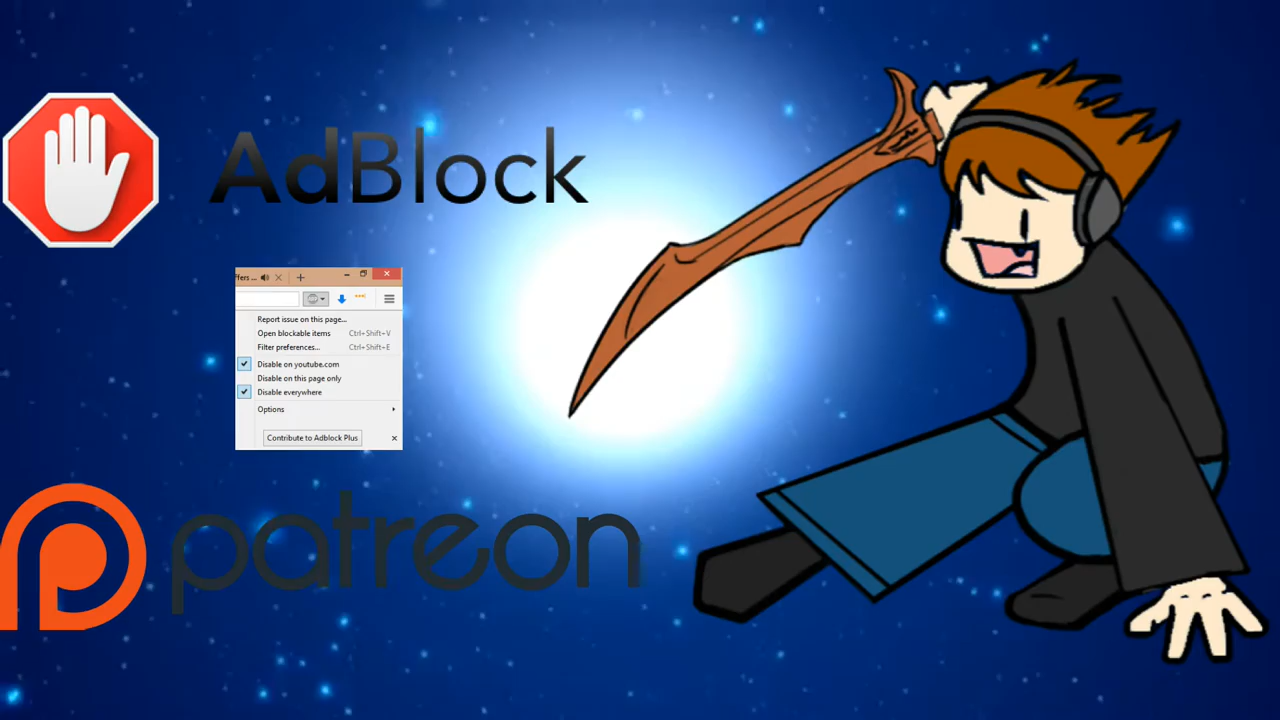 AdBlock
ffers ...
Report issue on this page...
Open blockable items Ctrl+Shift+V
Filter preferences... Ctrl+Shift+E
Disable on youtube.com
Disable on this page only
Disable everywhere
Options
Contribute to Adblock Plus
patreon